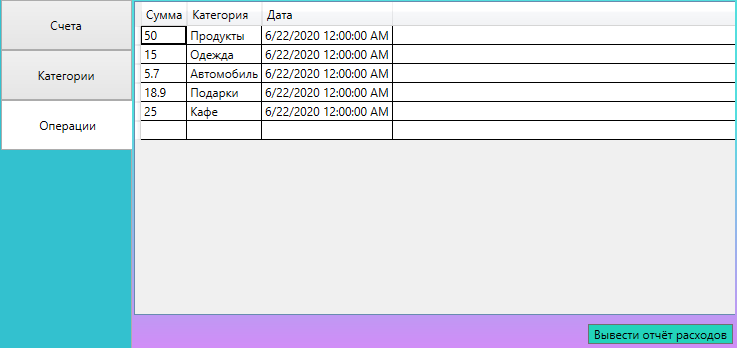 Счета
Категории
Операции
Сумма Категория Дата
50 Продукты 6/22/2020 12:00:00 AM
15 Одежда 6/22/2020 12:00:00 AM
5.7 Автомобиль 6/22/2020 12:00:00 AM
18.9 Подарки 6/22/2020 12:00:00 AM
25 Кафе 6/22/2020 12:00:00 AM
Вывести отчёт расходов